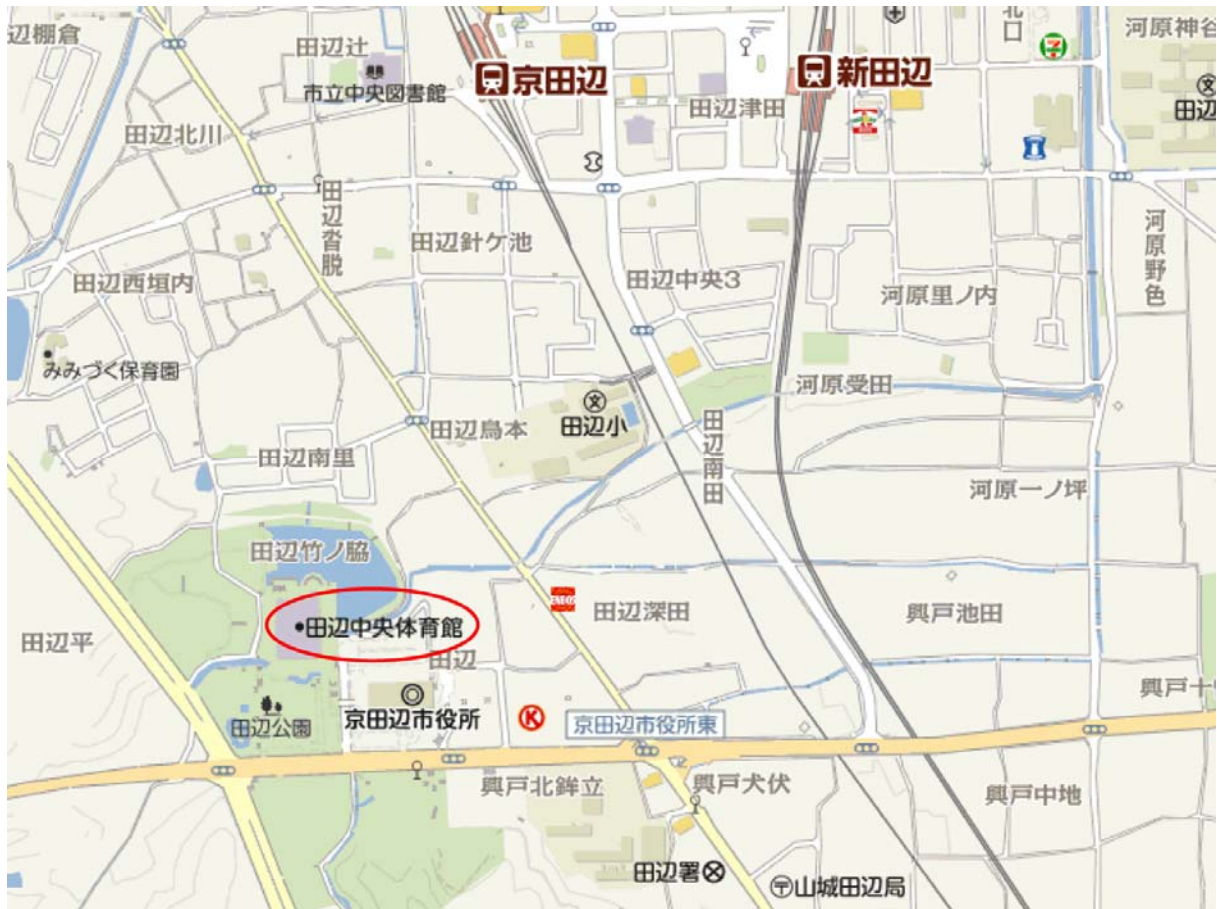 辺棚倉
田辺辻
市立中央図書館
京田辺
新田辺
北口
河原神谷
田辺
田辺津田
田辺北川
田辺沓脱
田辺針ケ池
田辺中央3
河原里ノ内
河原野色
田辺西垣内
みみづく保育園
河原受田
文
田辺小
田辺鳥本
田辺南田
田辺南里
河原一ノ坪
田辺竹ノ脇
ENEOS
田辺深田
興戸池田
田辺中央体育館
田辺平
田辺
興戸十
田辺公園
京田辺市役所
K
京田辺市役所東
興戸北鉾立
興戸犬伏
興戸中地
田辺署
〒山城田辺局